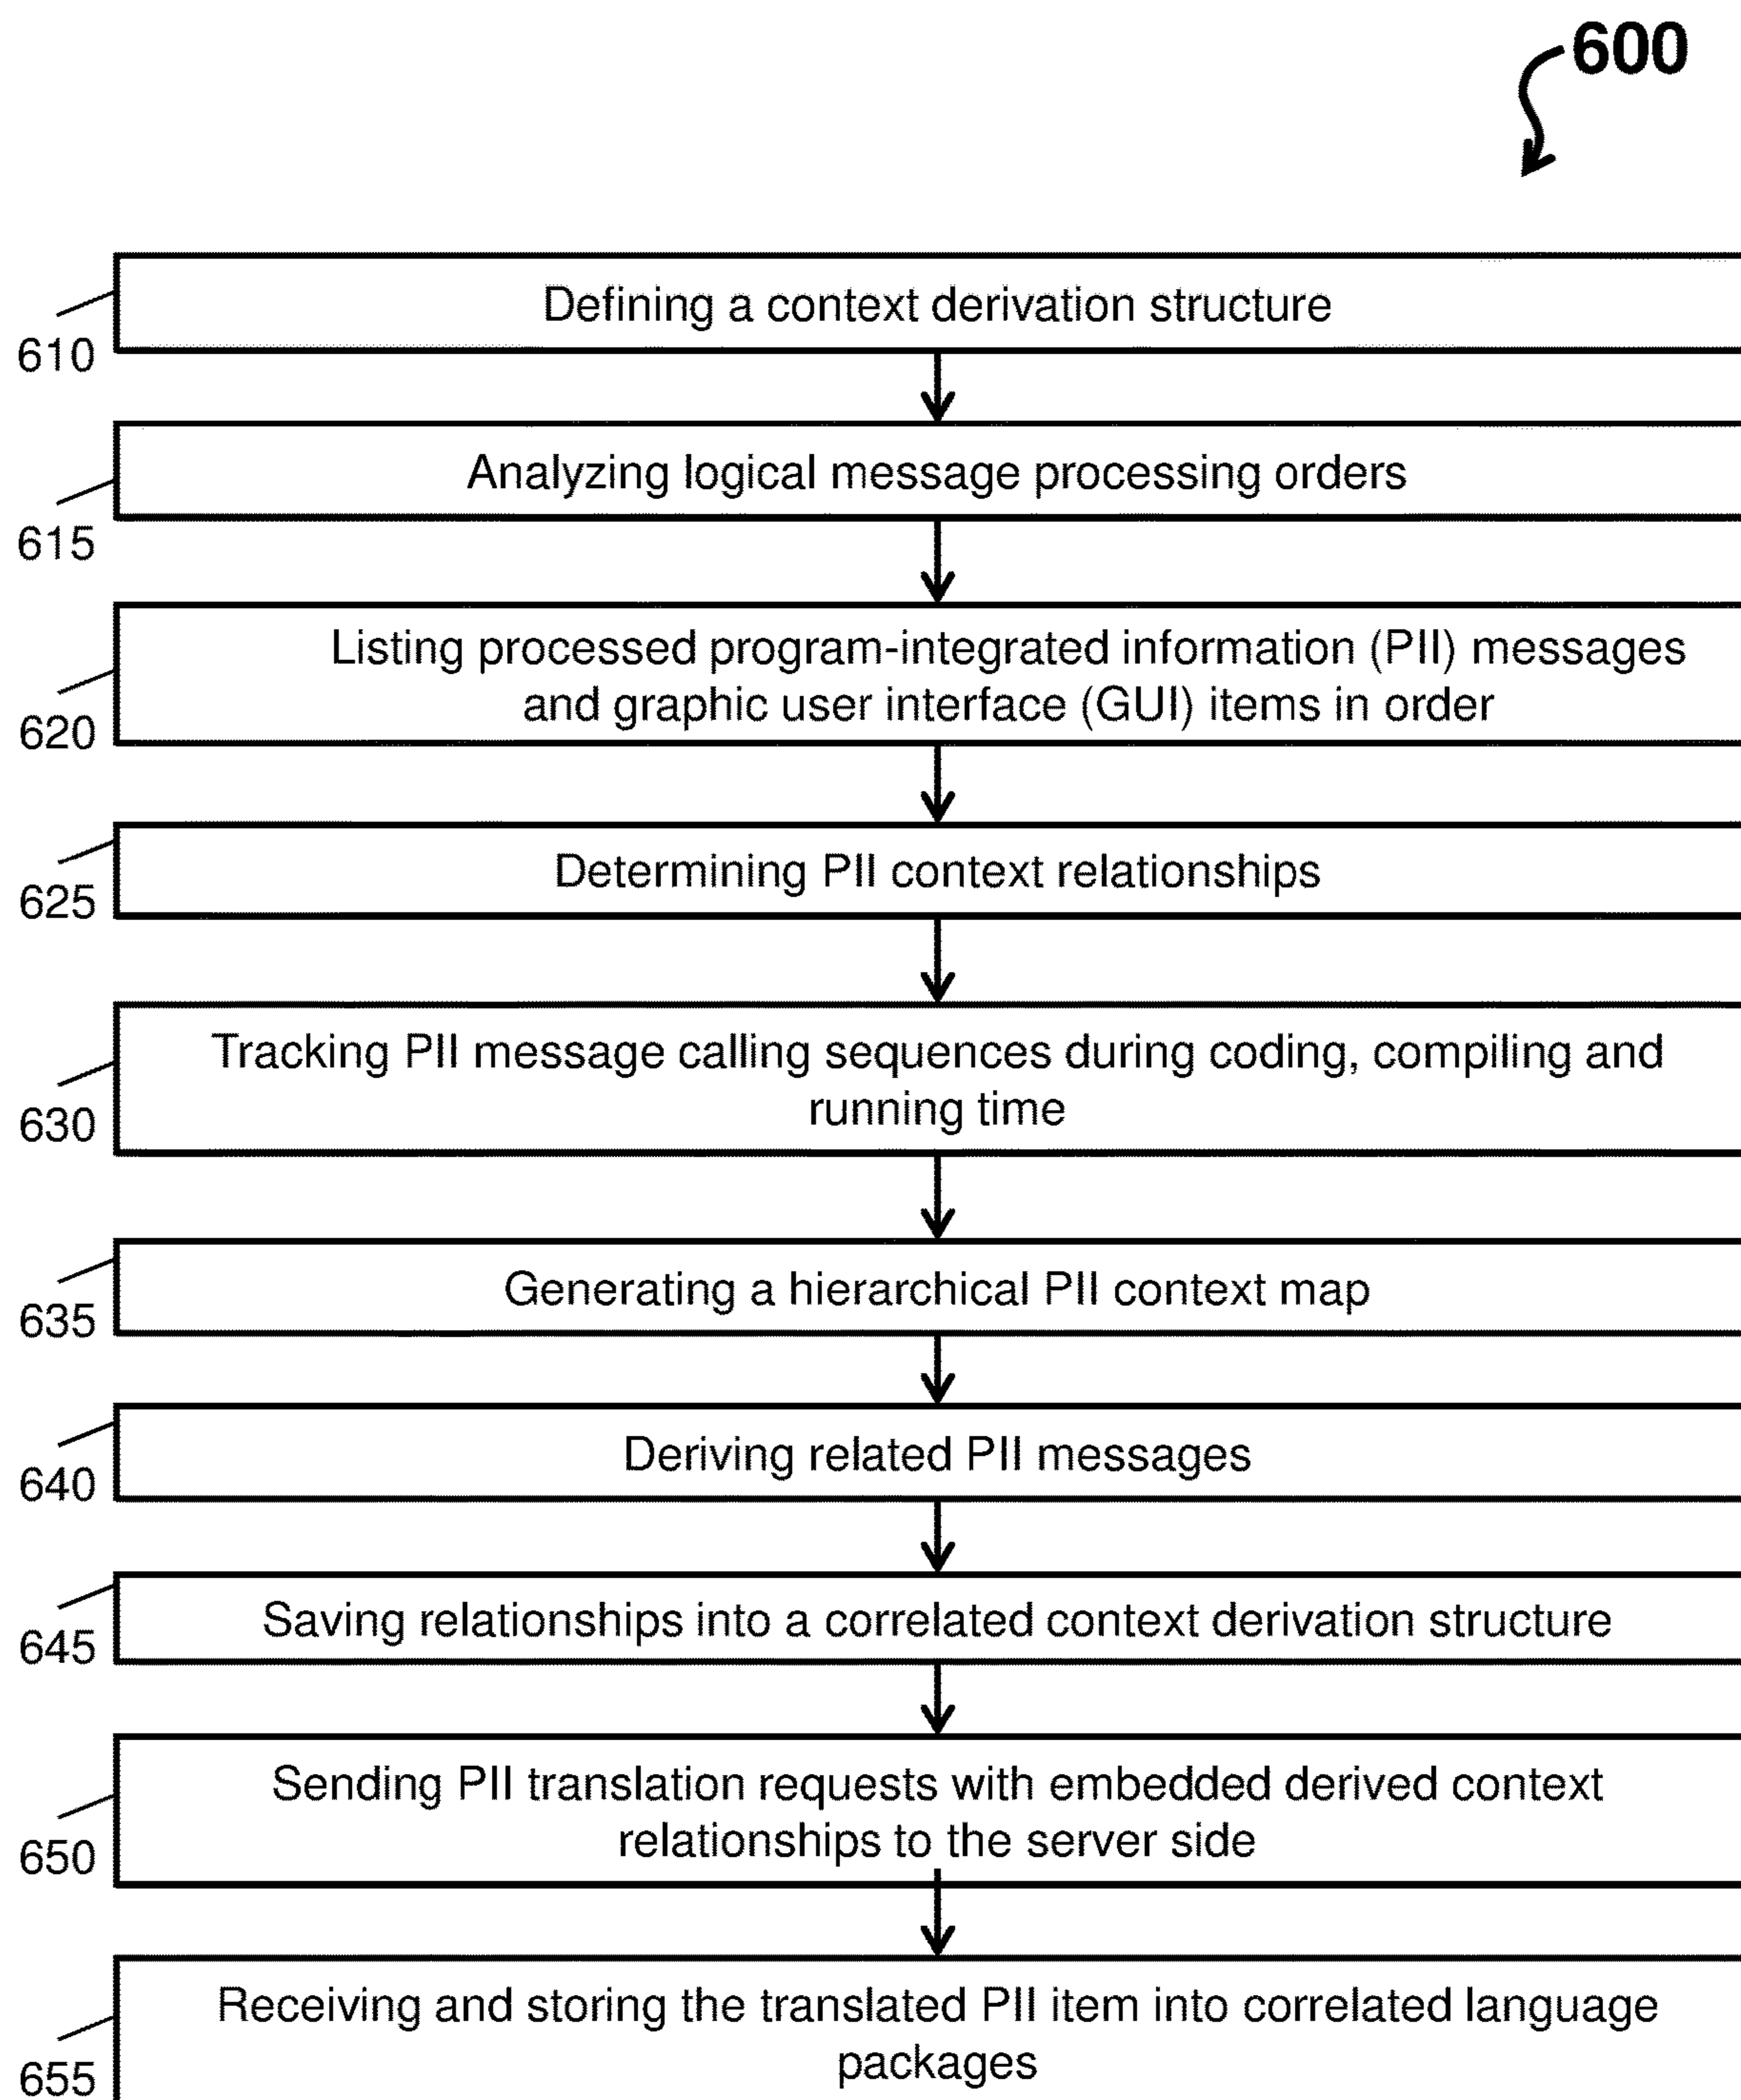 600
Defining a context derivation structure
610
Analyzing logical message processing orders
615
Listing processed program-integrated information (PII) messages
and graphic user interface (GUI) items in order
620
Determining PII context relationships
625
Tracking PII message calling sequences during coding, compiling and
running time
630
Generating a hierarchical PII context map
635
Deriving related PII messages
640
Saving relationships into a correlated context derivation structure
645
Sending PII translation requests with embedded derived context
relationships to the server side
650
Receiving and storing the translated PII item into correlated language
packages
655